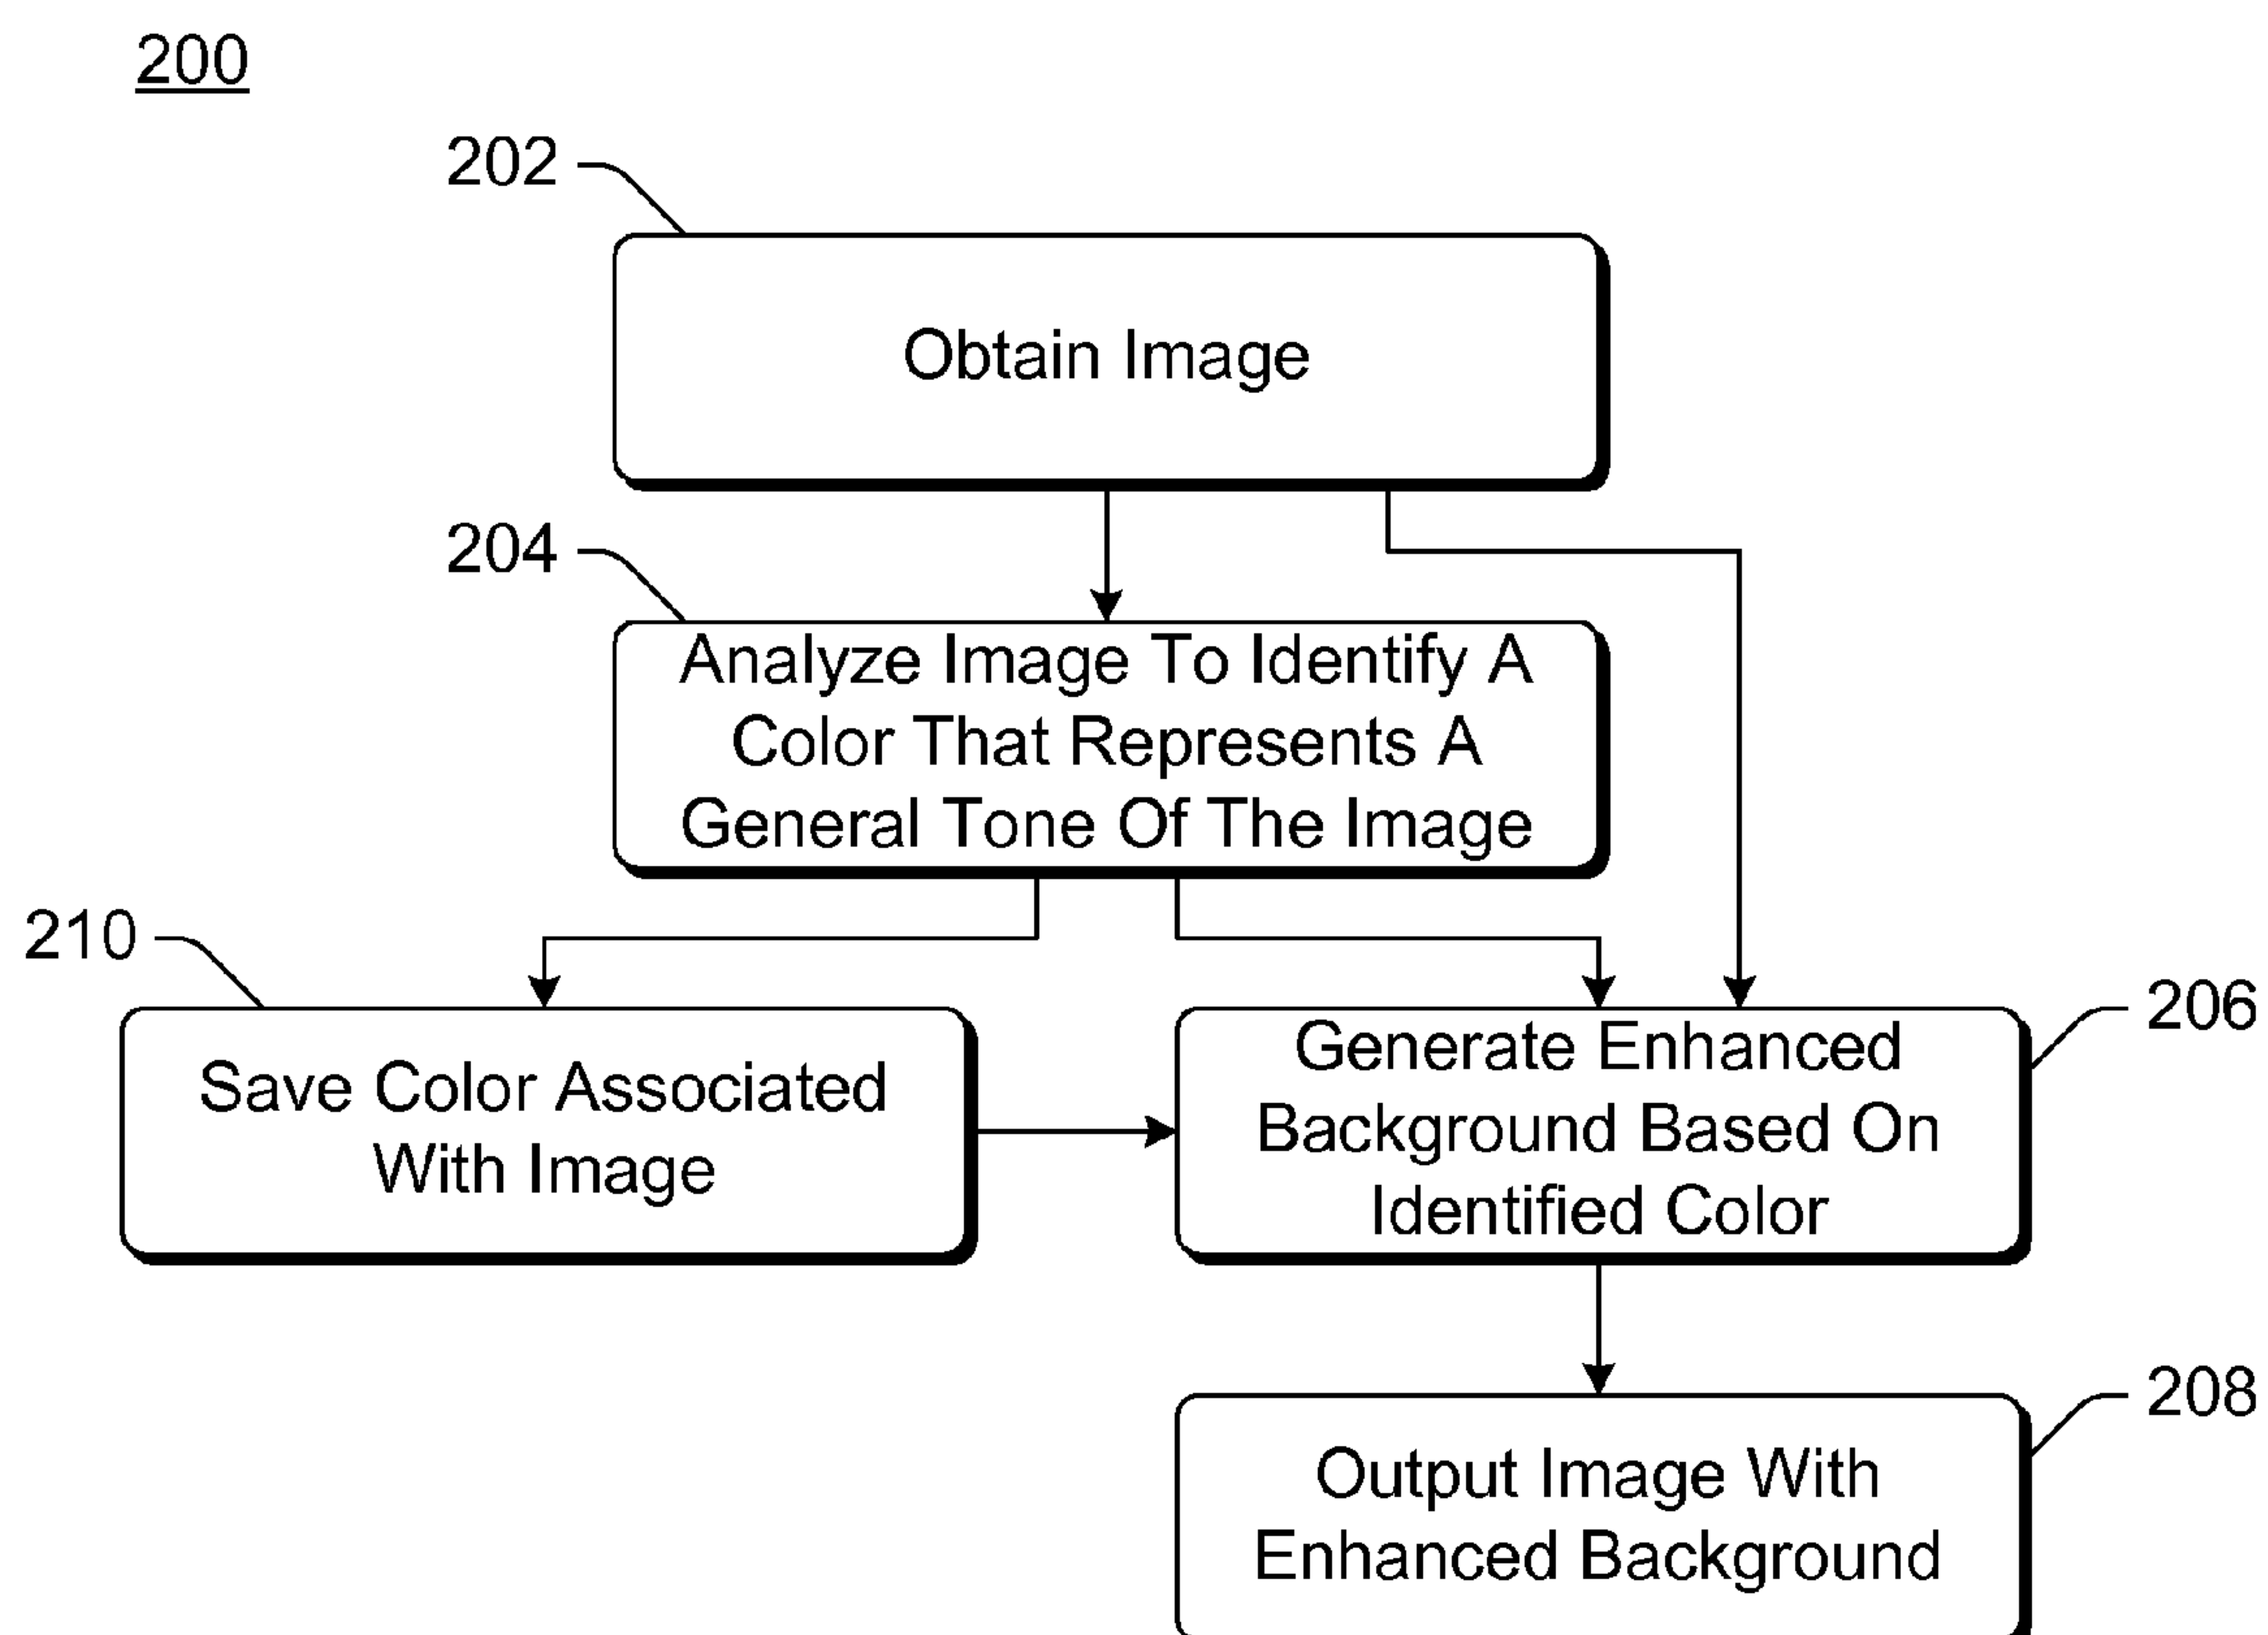 200
202
Obtain Image
204
Analyze Image To Identify A
Color That Represents A
General Tone Of The Image
210
Save Color Associated
With Image
206
Generate Enhanced
Background Based On
Identified Color
208
Output Image With
Enhanced Background